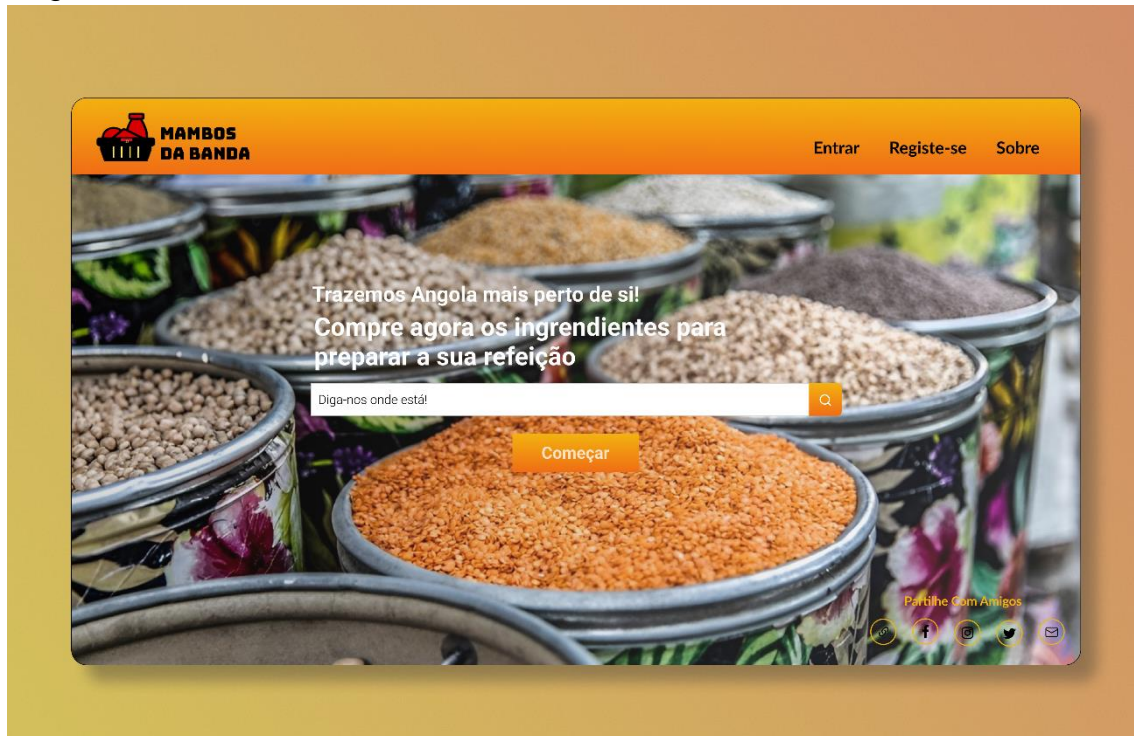 MAMBOS
DA BANDA
Entrar Registe-se Sobre
Trazemos Angola mais perto de si!
Compre agora os ingrendientes para
preparar a sua refeição
Diga-nos onde está!
Começar
Partilhe Com Amigos